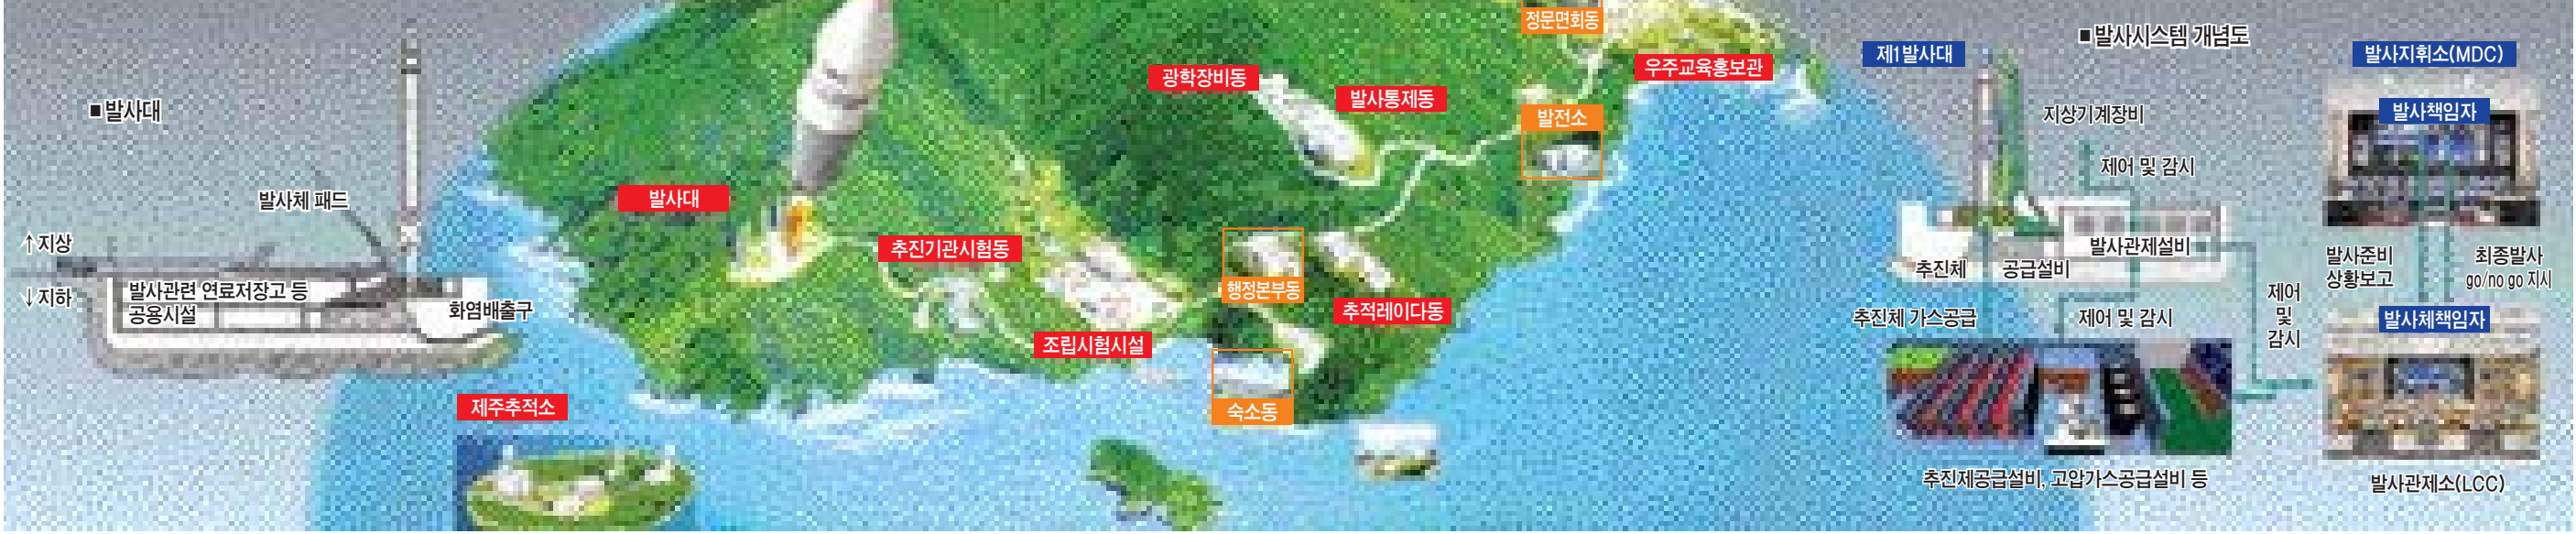 ■ 발사대
발사체 패드
↑지상
↓지하
발사관련 연료저장고 등
공용시설
화염배출구
제주추적소
발사대
추진기관시험동
조립시험시설
광학장비동
발사통제동
정문면회동
우주교육홍보관
발전소
행정본부동
추적레이다동
숙소동
■ 발사시스템 개념도
제1발사대
지상기계장비
제어 및 감시
발사관제설비
추진체
공급설비
추진체 가스공급
제어 및 감시
제어
및
감시
추진제공급설비, 고압가스공급설비 등
발사지휘소(MDC)
발사책임자
발사준비
상황보고
최종발사
go/no go 지시
발사체책임자
발사관제소(LCC)